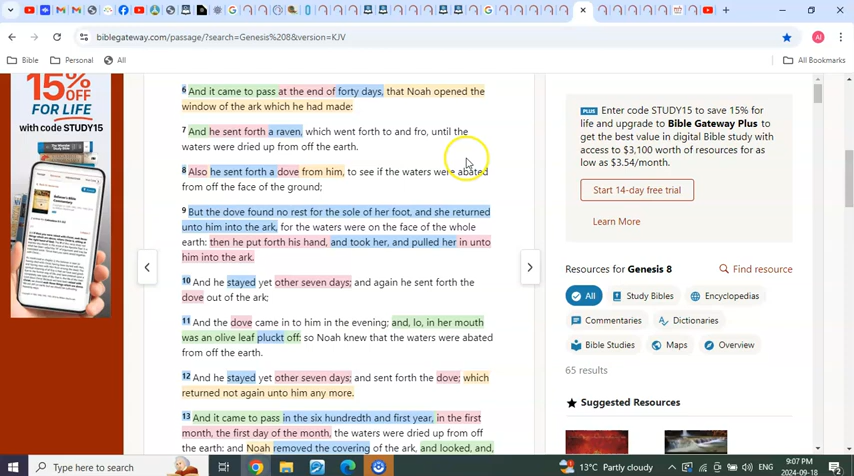 biblegateway.com/passage/?search=Genesis%208&version=KJV
AI
Bible
Personal
All
All Bookmarks
15%
OFF
FOR LIFE
with code STUDY15
6 And it came to pass at the end of forty days, that Noah opened the
window of the ark which he had made:
7 And he sent forth a raven, which went forth to and fro, until the
waters were dried up from off the earth.
8 Also he sent forth a dove from him, to see if the waters were abated
from off the face of the ground;
9 But the dove found no rest for the sole of her foot, and she returned
unto him into the ark, for the waters were on the face of the whole
earth: then he put forth his hand, and took her, and pulled her in unto
him into the ark.
10 And he stayed yet other seven days; and again he sent forth the
dove out of the ark;
11 And the dove came in to him in the evening; and, lo, in her mouth
was an olive leaf pluckt off: so Noah knew that the waters were abated
from off the earth.
12 And he stayed yet other seven days; and sent forth the dove; which
returned not again unto him any more.
13 And it came to pass in the six hundredth and first year, in the first
month, the first day of the month, the waters were dried up from off
the earth: and Noah removed the covering of the ark, and looked, and,
PLUS Enter code STUDY15 to save 15% for
life and upgrade to Bible Gateway Plus to
get the best value in digital Bible study with
access to $3,100 worth of resources for as
low as $3.54/month.
Start 14-day free trial
Learn More
Resources for Genesis 8
Find resource
All
Study Bibles
Encyclopedias
Commentaries
Dictionaries
Bible Studies
Maps
Overview
65 results
Suggested Resources
Type here to search
13°C Partly cloudy
ENG
9:07 PM
2024-09-18